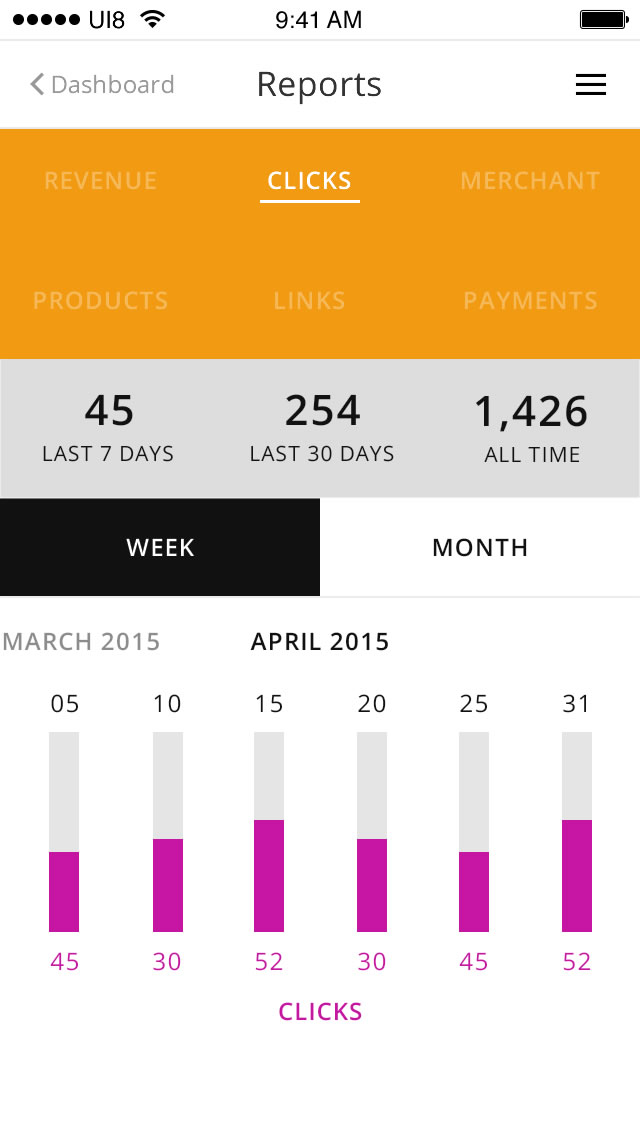 UI8 9:41 AM
Dashboard Reports
REVENUE CLICKS MERCHANT
PRODUCTS LINKS PAYMENTS
45 254 1,426
LAST 7 DAYS LAST 30 DAYS ALL TIME
WEEK MONTH
MARCH 2015 APRIL 2015
05 10 15 20 25 31
45 30 52 30 45 52
CLICKS